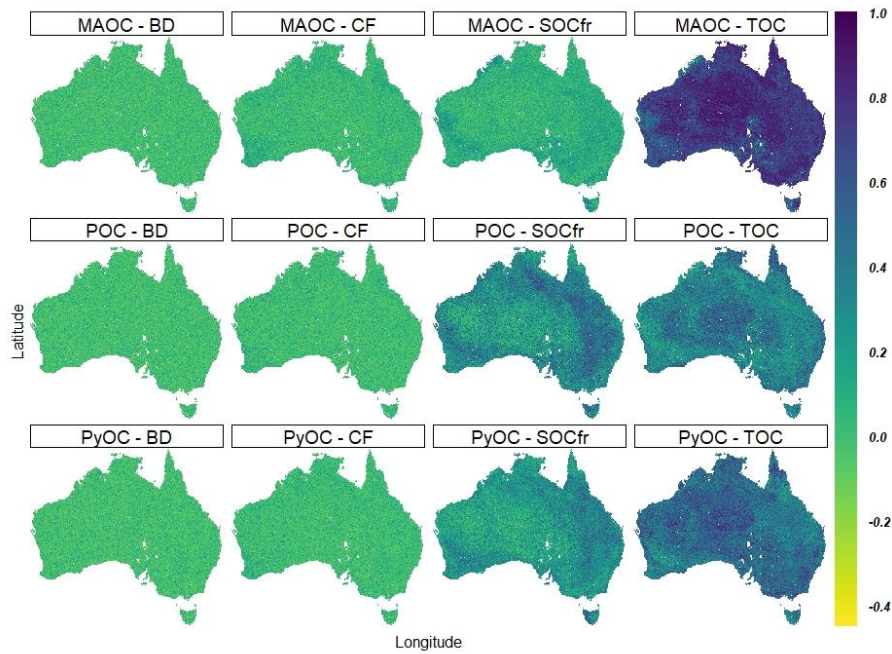 MAOC - BD
MAOC - CF
MAOC - SOCfr
MAOC - TOC
POC - BD
POC - CF
POC - SOCfr
POC - TOC
PyOC - BD
PyOC - CF
PyOC - SOCfr
PyOC - TOC
Latitude
Longitude
1.0
0.8
0.6
0.4
0.2
0.0
-0.2
-0.4